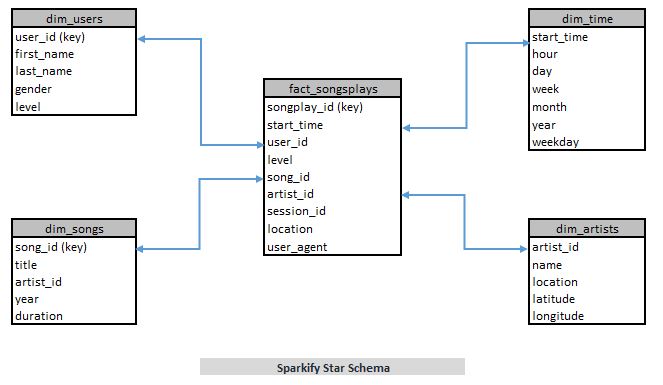 dim_users
user_id (key)
first_name
last_name
gender
level
dim_time
start_time
hour
day
week
month
year
weekday
fact_songsplays
songplay_id (key)
start_time
user_id
level
song_id
artist_id
session_id
location
user_agent
dim_songs
song_id (key)
title
artist_id
year
duration
dim_artists
artist_id
name
location
latitude
longitude
Sparkify Star Schema